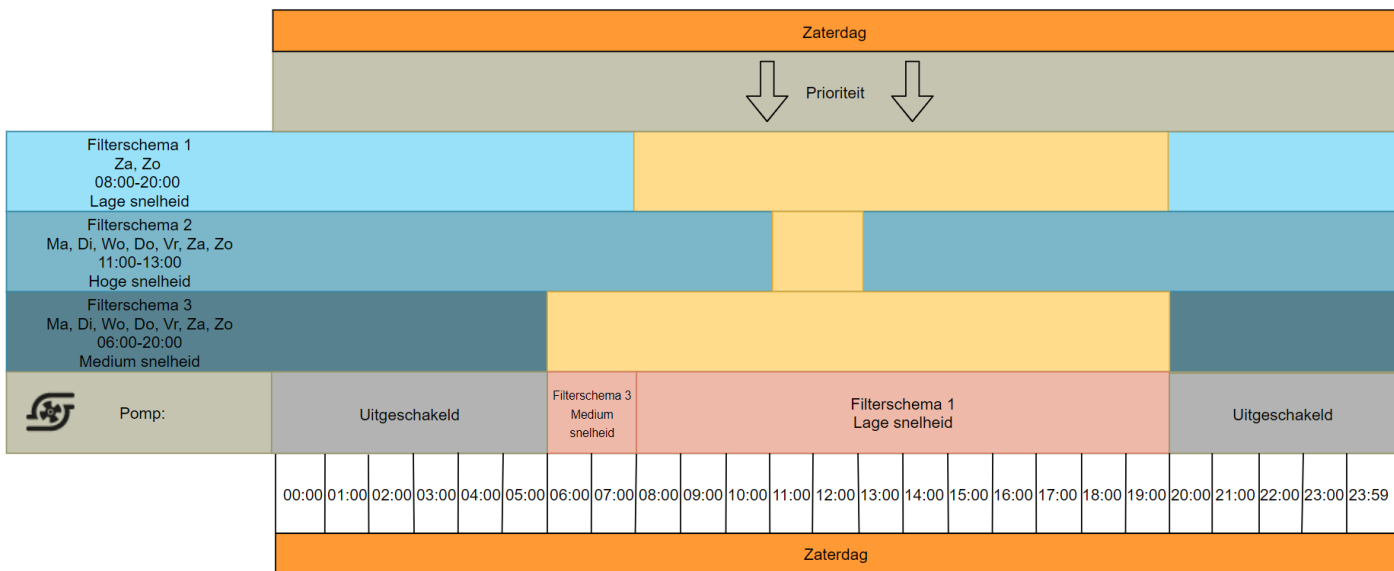 Zaterdag
Prioriteit
Filterschema 1
Za, Zo
08:00-20:00
Lage snelheid
Filterschema 2
Ma, Di, Wo, Do, Vr, Za, Zo
11:00-13:00
Hoge snelheid
Filterschema 3
Ma, Di, Wo, Do, Vr, Za, Zo
06:00-20:00
Medium snelheid
Pomp:
Uitgeschakeld
Filterschema 3
Medium
snelheid
Filterschema 1
Lage snelheid
Uitgeschakeld
00:00 01:00 02:00 03:00 04:00 05:00 06:00 07:00 08:00 09:00 10:00 11:00 12:00 13:00 14:00 15:00 16:00 17:00 18:00 19:00 20:00 21:00 22:00 23:00 23:59
Zaterdag